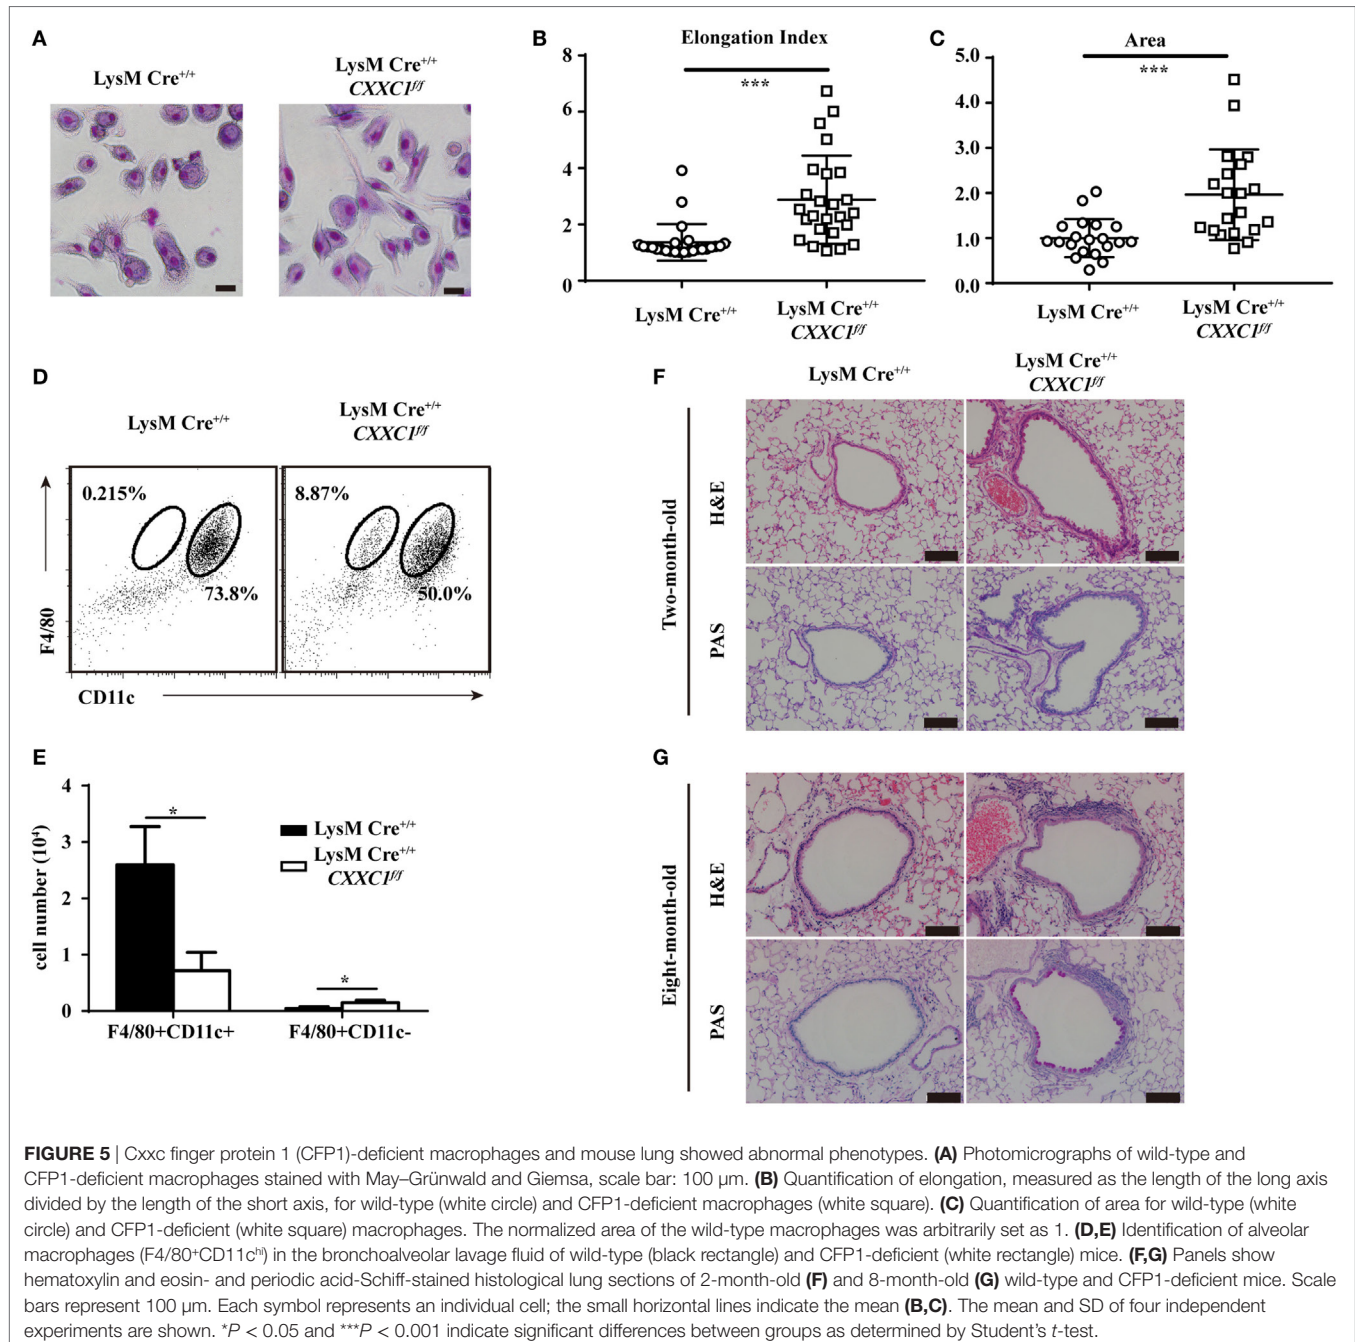 A
LysM Cre+/+
LysM Cre+/+
CXXC1f/f
B
Elongation Index
***
8
6
4
2
0
LysM Cre+/+
LysM Cre+/+
CXXC1f/f
C
Area
***
5.0
4.0
3.0
2.0
1.0
0.0
LysM Cre+/+
LysM Cre+/+
CXXC1f/f
D
LysM Cre+/+
LysM Cre+/+
CXXC1f/f
0.215%
73.8%
8.87%
50.0%
F4/80
CD11c
E
4
3
2
1
0
cell number (10⁴)
*
*
LysM Cre+/+
LysM Cre+/+
CXXC1f/f
F4/80+CD11c+
F4/80+CD11c-
F
LysM Cre+/+
LysM Cre+/+
CXXC1f/f
Two-month-old
H&E
PAS
G
Eight-month-old
H&E
PAS
FIGURE 5 | Cxxc finger protein 1 (CFP1)-deficient macrophages and mouse lung showed abnormal phenotypes. (A) Photomicrographs of wild-type and
CFP1-deficient macrophages stained with May–Grünwald and Giemsa, scale bar: 100 μm. (B) Quantification of elongation, measured as the length of the long axis
divided by the length of the short axis, for wild-type (white circle) and CFP1-deficient macrophages (white square). (C) Quantification of area for wild-type (white
circle) and CFP1-deficient (white square) macrophages. The normalized area of the wild-type macrophages was arbitrarily set as 1. (D,E) Identification of alveolar
macrophages (F4/80+CD11chi) in the bronchoalveolar lavage fluid of wild-type (black rectangle) and CFP1-deficient (white rectangle) mice. (F,G) Panels show
hematoxylin and eosin- and periodic acid-Schiff-stained histological lung sections of 2-month-old (F) and 8-month-old (G) wild-type and CFP1-deficient mice. Scale
bars represent 100 μm. Each symbol represents an individual cell; the small horizontal lines indicate the mean (B,C). The mean and SD of four independent
experiments are shown. *P < 0.05 and ***P < 0.001 indicate significant differences between groups as determined by Student's t-test.